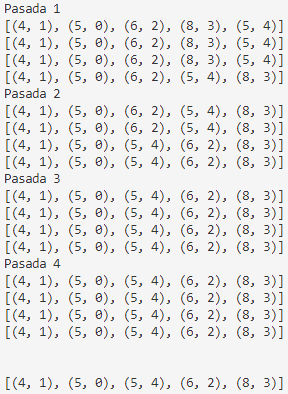 Pasada 1
[(4, 1), (5, 0), (6, 2), (8, 3), (5, 4)]
[(4, 1), (5, 0), (6, 2), (8, 3), (5, 4)]
[(4, 1), (5, 0), (6, 2), (8, 3), (5, 4)]
[(4, 1), (5, 0), (6, 2), (5, 4), (8, 3)]
Pasada 2
[(4, 1), (5, 0), (6, 2), (5, 4), (8, 3)]
[(4, 1), (5, 0), (6, 2), (5, 4), (8, 3)]
[(4, 1), (5, 0), (5, 4), (6, 2), (8, 3)]
[(4, 1), (5, 0), (5, 4), (6, 2), (8, 3)]
Pasada 3
[(4, 1), (5, 0), (5, 4), (6, 2), (8, 3)]
[(4, 1), (5, 0), (5, 4), (6, 2), (8, 3)]
[(4, 1), (5, 0), (5, 4), (6, 2), (8, 3)]
[(4, 1), (5, 0), (5, 4), (6, 2), (8, 3)]
Pasada 4
[(4, 1), (5, 0), (5, 4), (6, 2), (8, 3)]
[(4, 1), (5, 0), (5, 4), (6, 2), (8, 3)]
[(4, 1), (5, 0), (5, 4), (6, 2), (8, 3)]
[(4, 1), (5, 0), (5, 4), (6, 2), (8, 3)]
[(4, 1), (5, 0), (5, 4), (6, 2), (8, 3)]